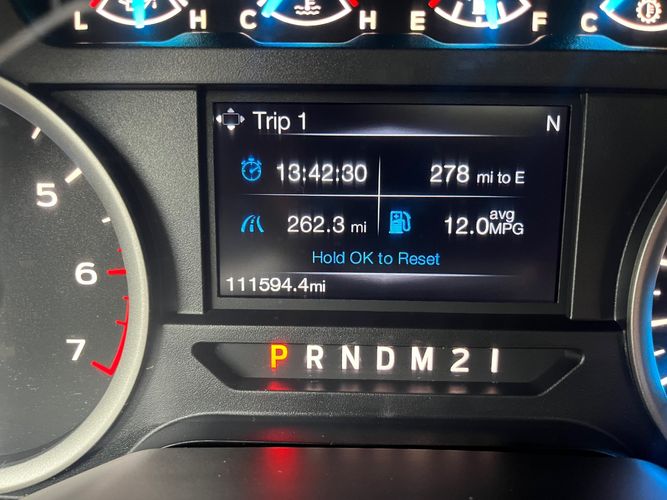 L H C H E F C
Trip 1 N
13:42:30 278 mi to E
262.3 mi 12.0 avg MPG
Hold OK to Reset
111594.4mi
5
6
7
P R N D M 2 1